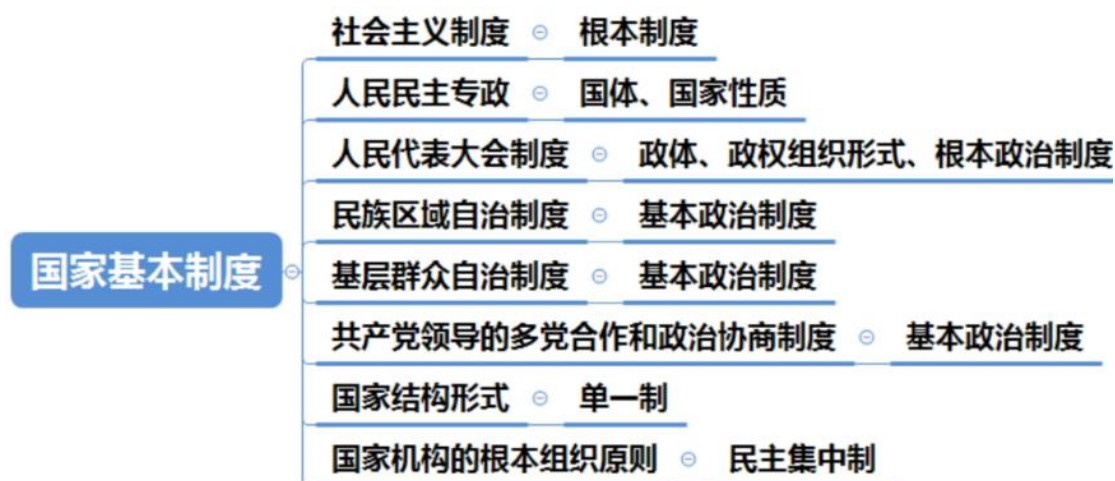 社会主义制度 根本制度
人民民主专政 国体、国家性质
人民代表大会制度 政体、政权组织形式、根本政治制度
民族区域自治制度 基本政治制度
国家基本制度
基层群众自治制度 基本政治制度
共产党领导的多党合作和政治协商制度 基本政治制度
国家结构形式 单一制
国家机构的根本组织原则 民主集中制